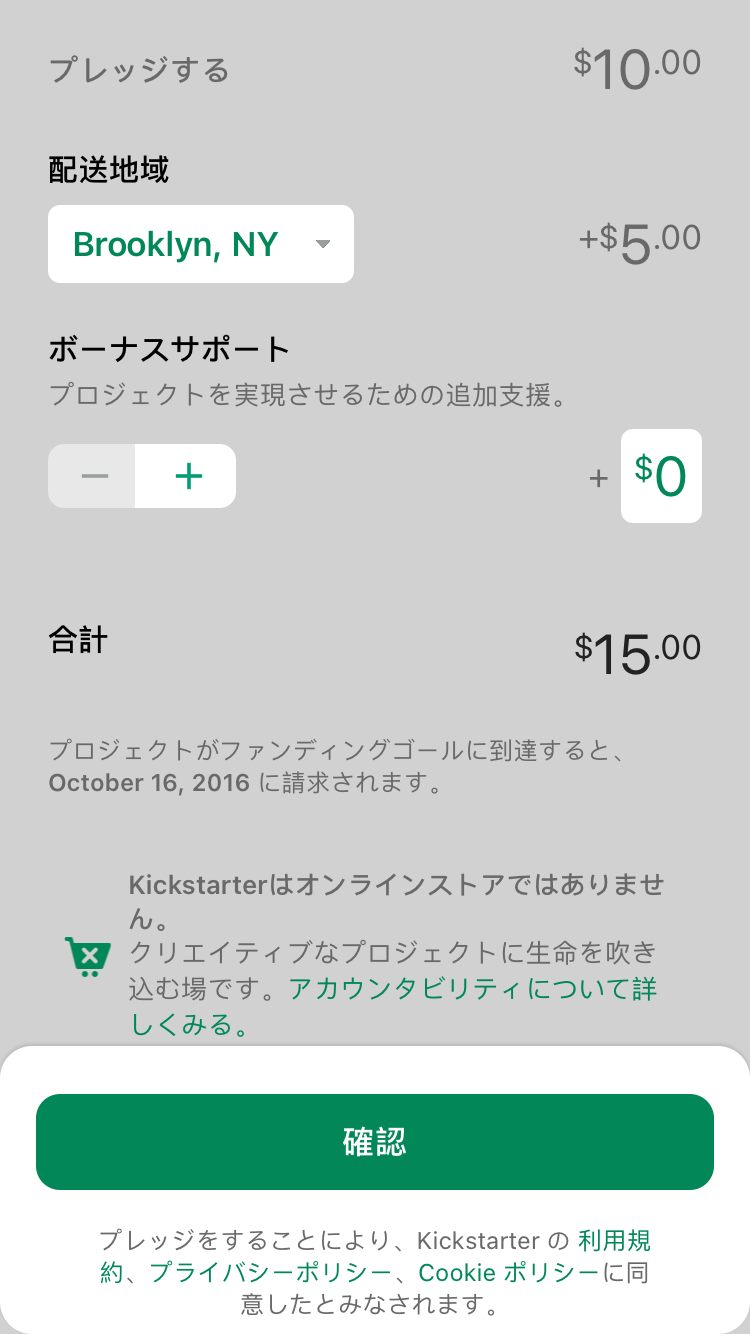 プレッジする $10.00
配送地域
Brooklyn, NY +$5.00
ボーナスサポート
プロジェクトを実現させるための追加支援。
− + + $0
合計 $15.00
プロジェクトがファンディングゴールに到達すると、
October 16, 2016 に請求されます。
Kickstarterはオンラインストアではありませ
ん。
クリエイティブなプロジェクトに生命を吹き
込む場です。アカウンタビリティについて詳
しくみる。
確認
プレッジをすることにより、Kickstarter の 利用規
約、プライバシーポリシー、Cookie ポリシーに同
意したとみなされます。